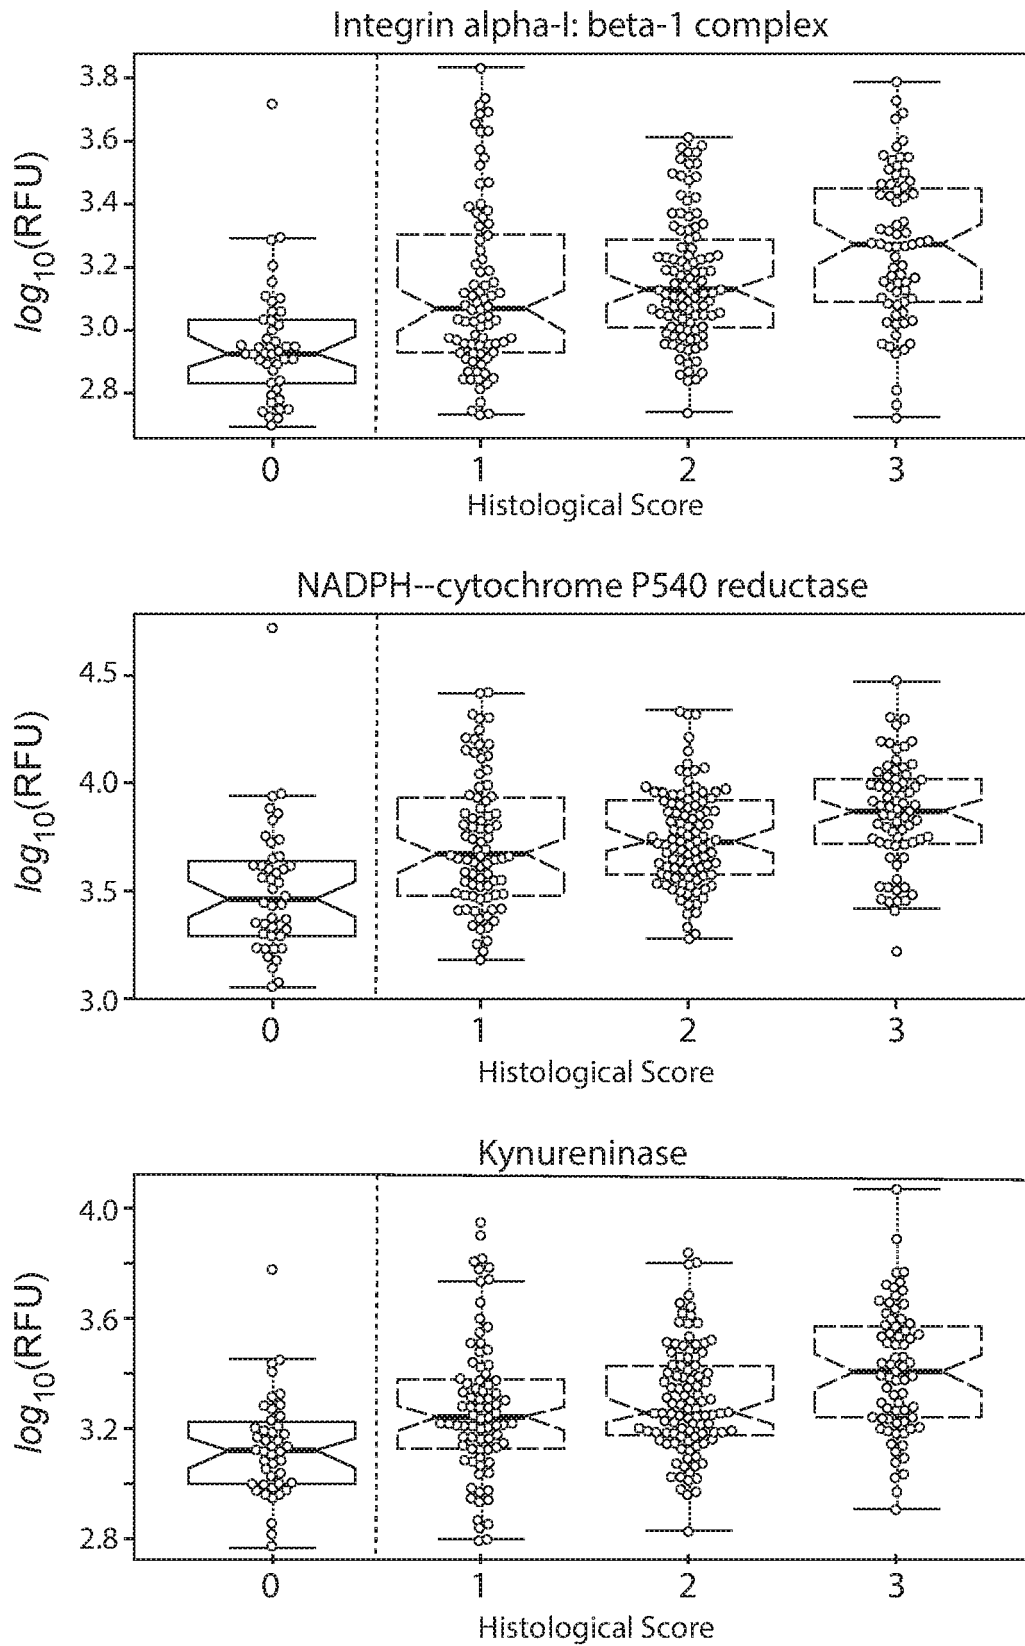 Integrin alpha-I: beta-1 complex
log10(RFU)
3.8
3.6
3.4
3.2
3.0
2.8
0 1 2 3
Histological Score
NADPH--cytochrome P540 reductase
log10(RFU)
4.5
4.0
3.5
3.0
0 1 2 3
Histological Score
Kynureninase
log10(RFU)
4.0
3.6
3.2
2.8
0 1 2 3
Histological Score